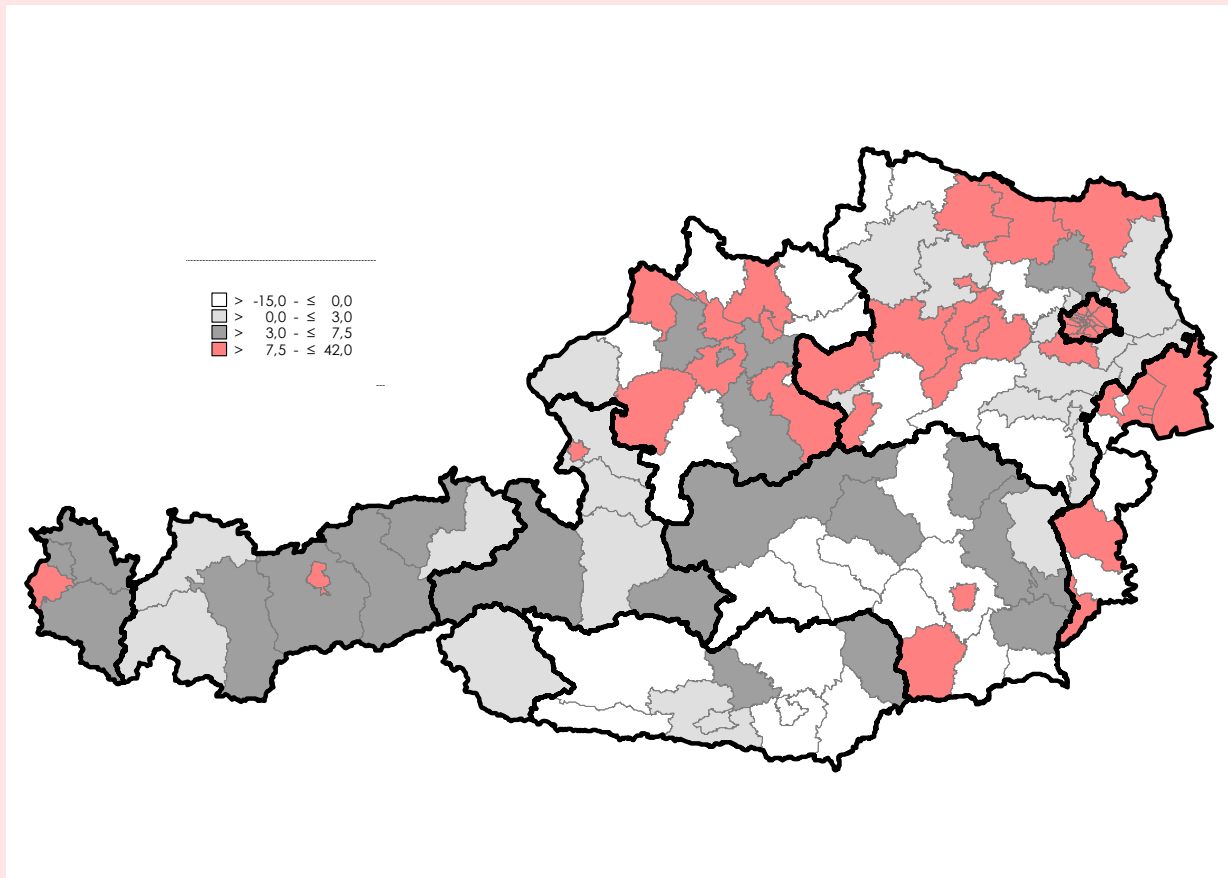 > -15,0 - ≤ 0,0
> 0,0 - ≤ 3,0
> 3,0 - ≤ 7,5
> 7,5 - ≤ 42,0